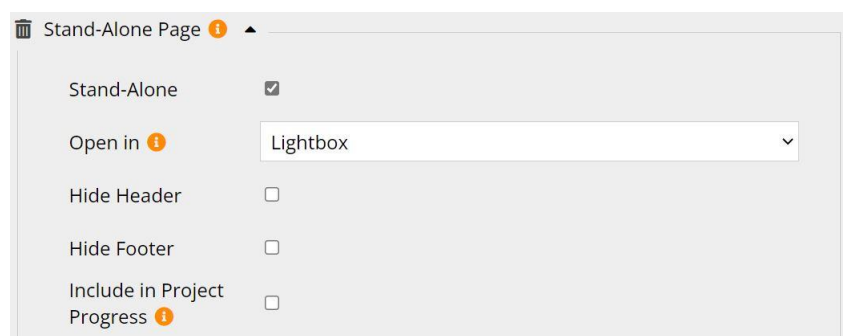 Stand-Alone Page
Stand-Alone
Open in
Lightbox
Hide Header
Hide Footer
Include in Project
Progress